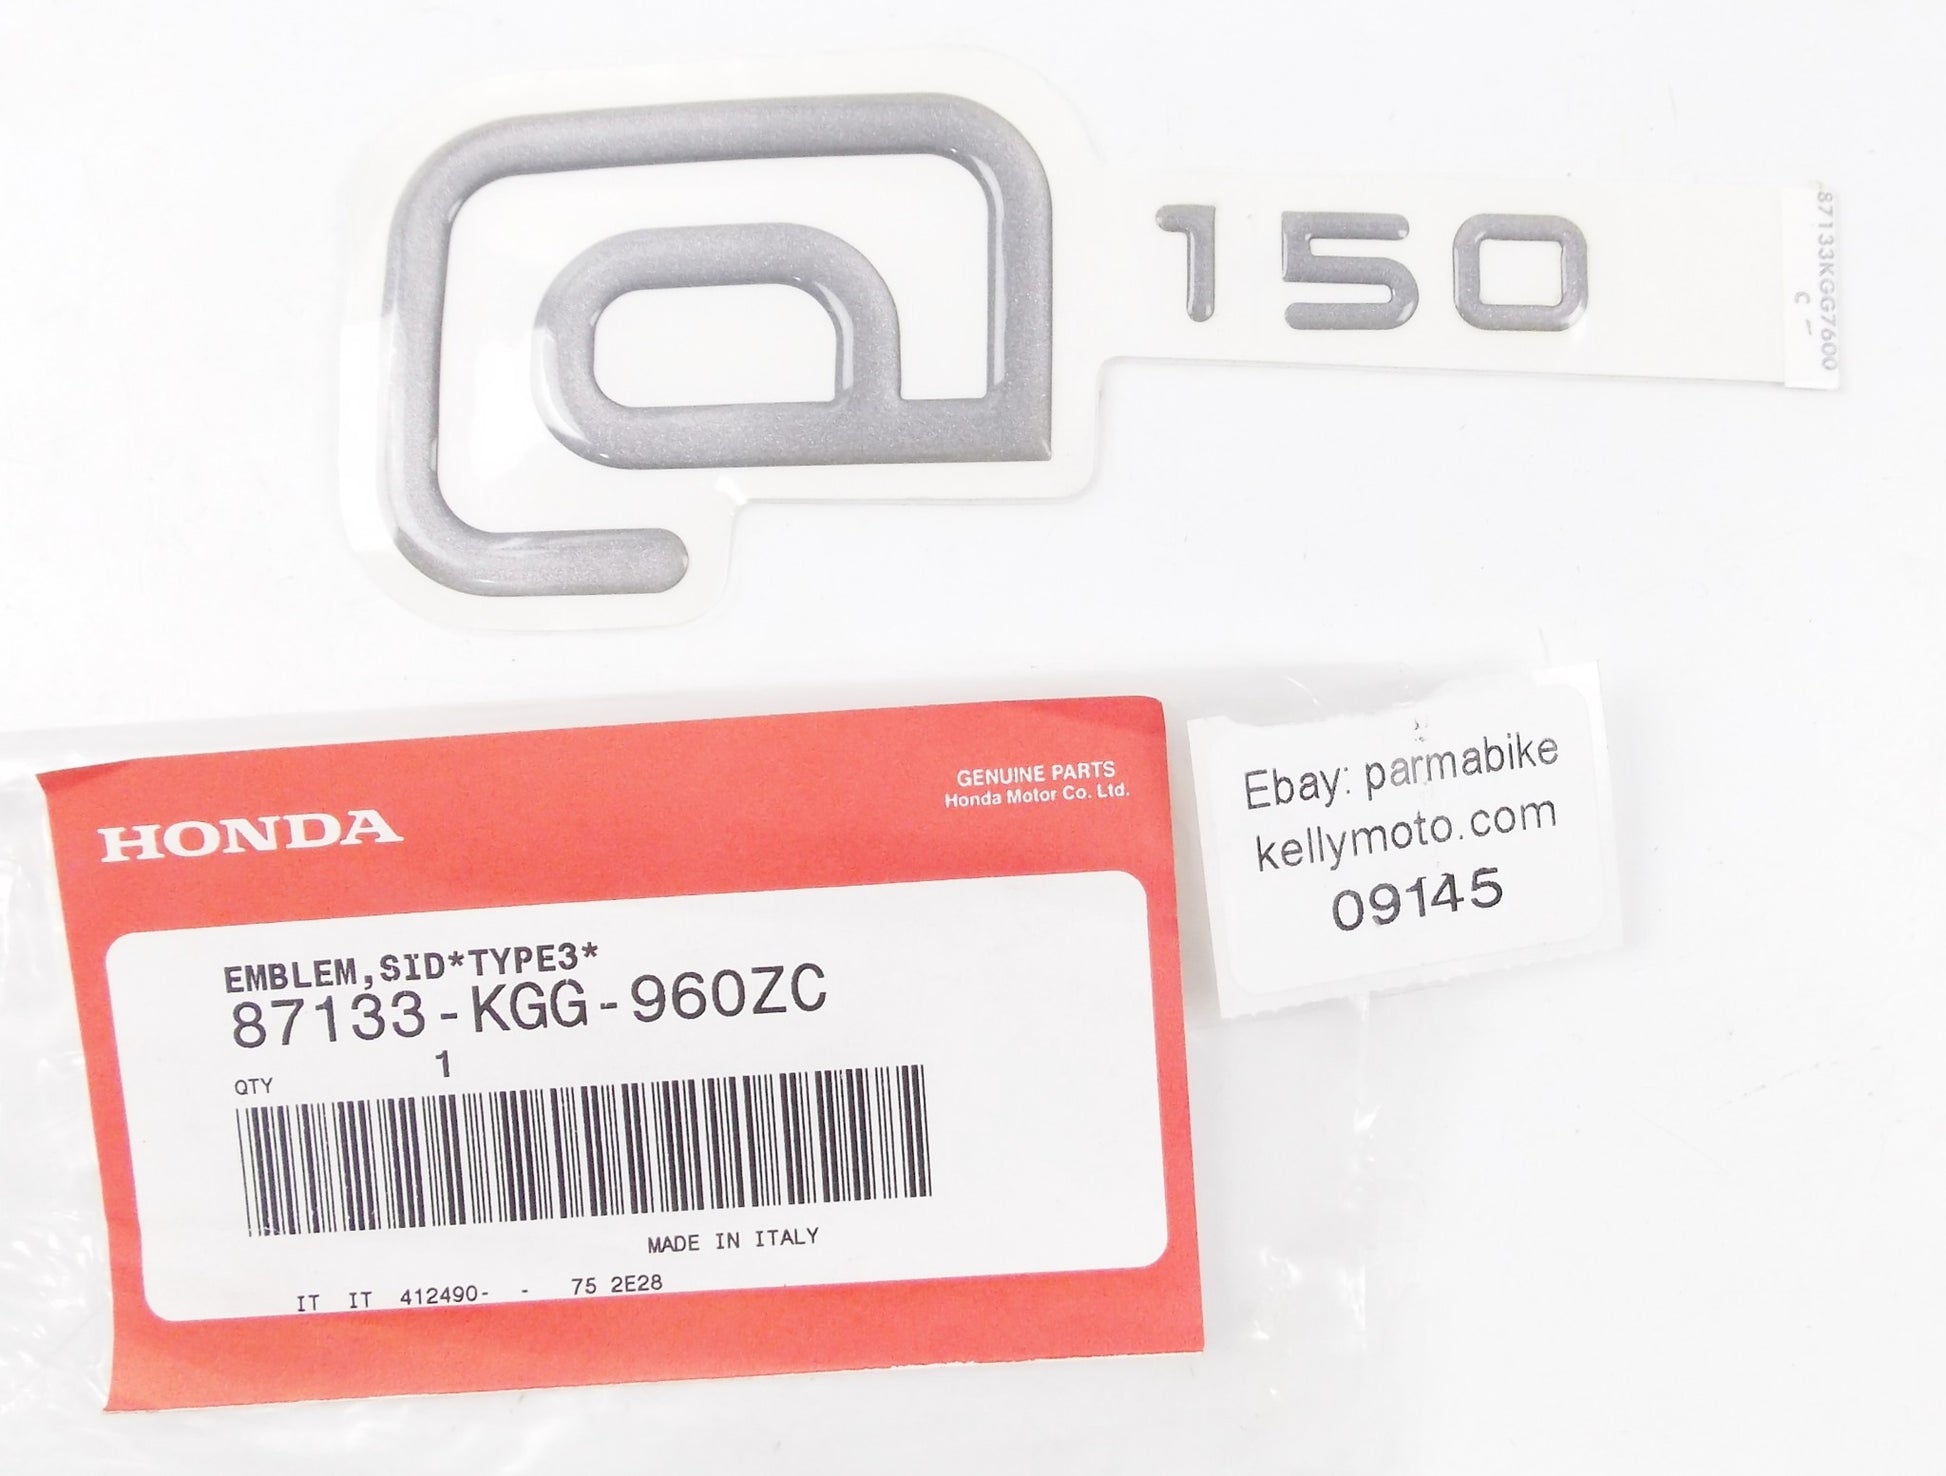 @ 150
87133KGG7600
C -
Ebay: parmabike
kellymoto.com
09145
GENUINE PARTS
Honda Motor Co. Ltd.
HONDA
EMBLEM,SID*TYPE3*
87133-KGG-960ZC
1
QTY
MADE IN ITALY
IT IT 412490- - 75 2E28